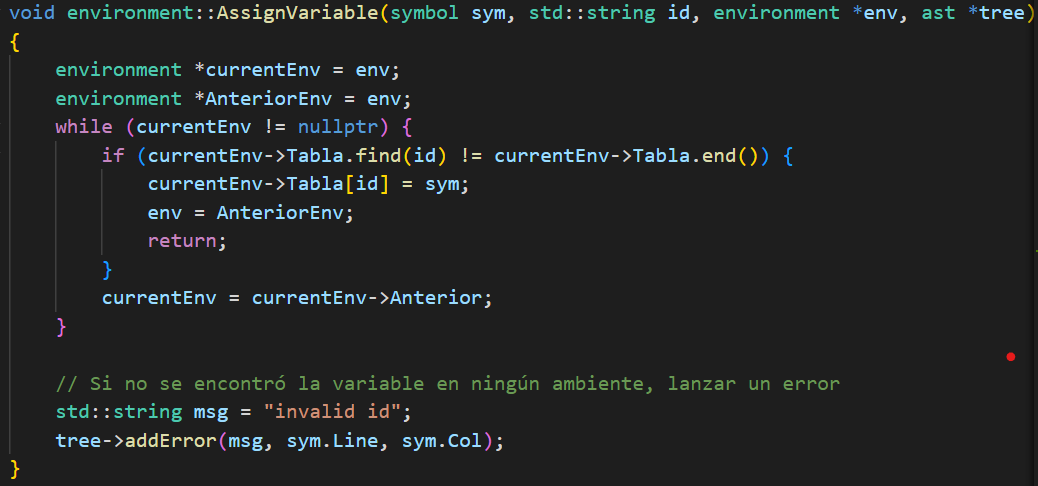 void environment::AssignVariable(symbol sym, std::string id, environment *env, ast *tree)
{
    environment *currentEnv = env;
    environment *AnteriorEnv = env;
    while (currentEnv != nullptr) {
        if (currentEnv->Tabla.find(id) != currentEnv->Tabla.end()) {
            currentEnv->Tabla[id] = sym;
            env = AnteriorEnv;
            return;
        }
        currentEnv = currentEnv->Anterior;
    }

    // Si no se encontró la variable en ningún ambiente, lanzar un error
    std::string msg = "invalid id";
    tree->addError(msg, sym.Line, sym.Col);
}